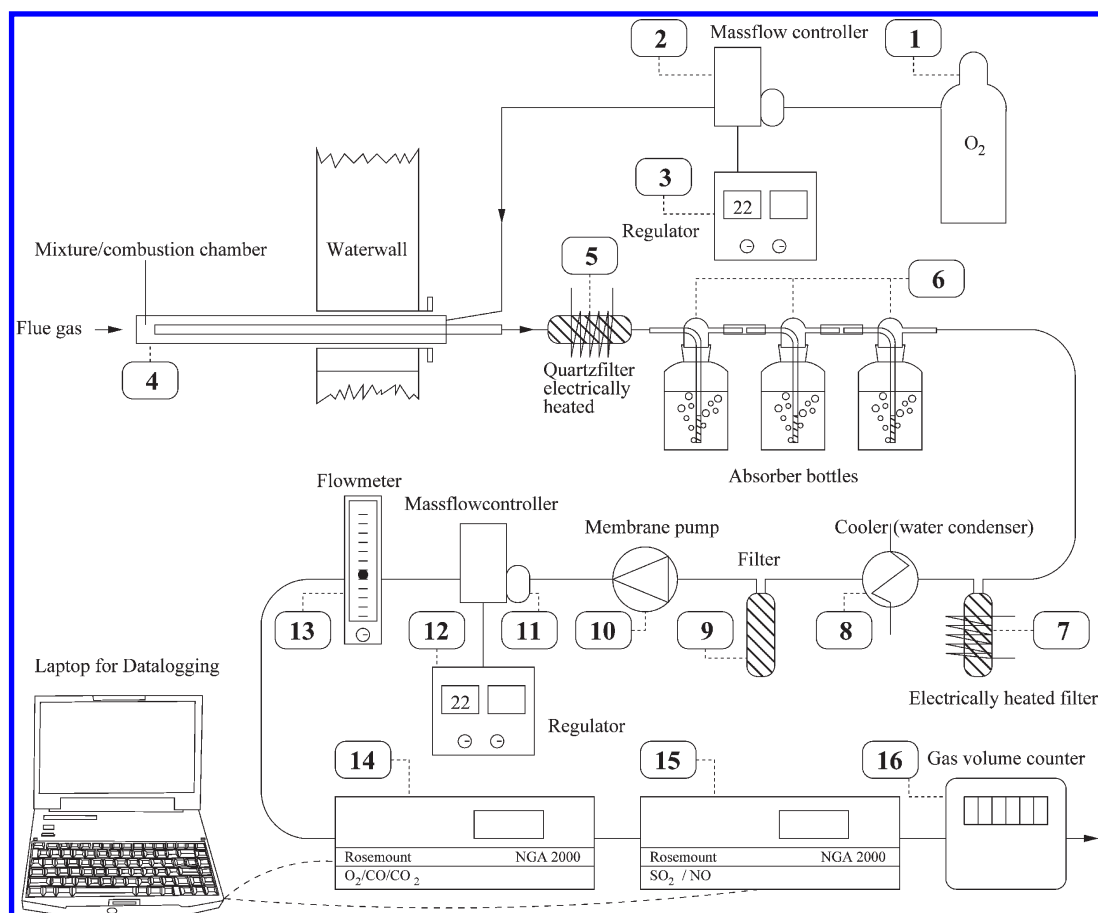 Massflow controller
2
1
O2
3
22
Regulator
Mixture/combustion chamber
Waterwall
5
6
Flue gas
4
Quartzfilter
electrically
heated
Absorber bottles
Flowmeter
Massflowcontroller
Membrane pump
Cooler (water condenser)
Filter
13
12
11
10
9
8
7
Laptop for Datalogging
22
Electrically heated filter
Regulator
14
15
16
Gas volume counter
Rosemount NGA 2000
O2/CO/CO2
Rosemount NGA 2000
SO2 / NO